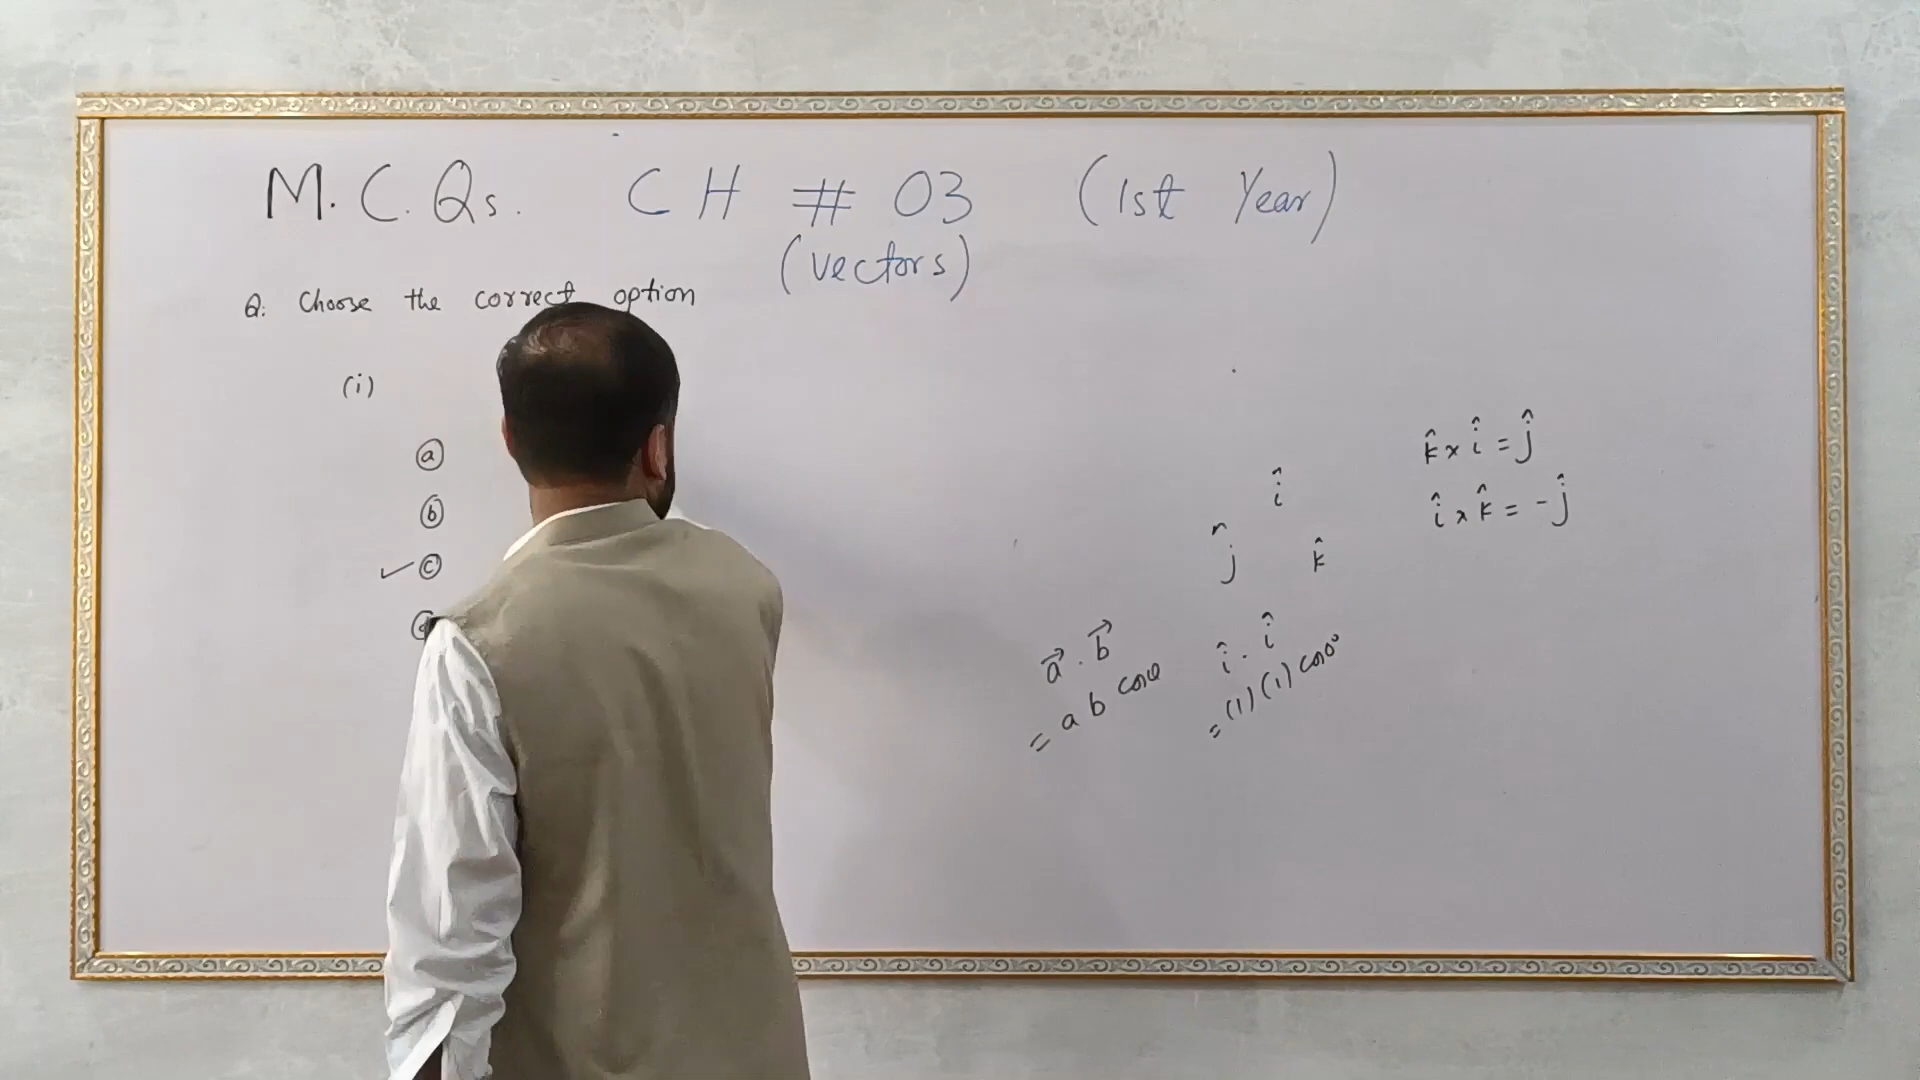 M.C.Qs. CH # 03 (1st Year)
(vectors)
Q: Choose the correct option
(i)
a
b
✓ c
k̂ × î = ĵ
î × k̂ = -ĵ
î
ĵ k̂
a⃗ . b⃗
= a b cosθ
î . î
= (1) (1) cos0°